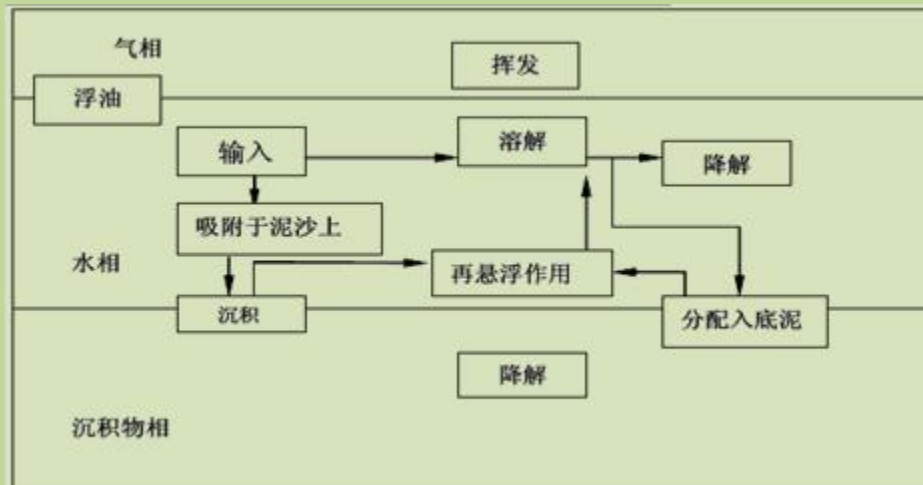 气相
挥发
浮油
输入
溶解
降解
吸附于泥沙上
水相
再悬浮作用
沉积
分配入底泥
降解
沉积物相